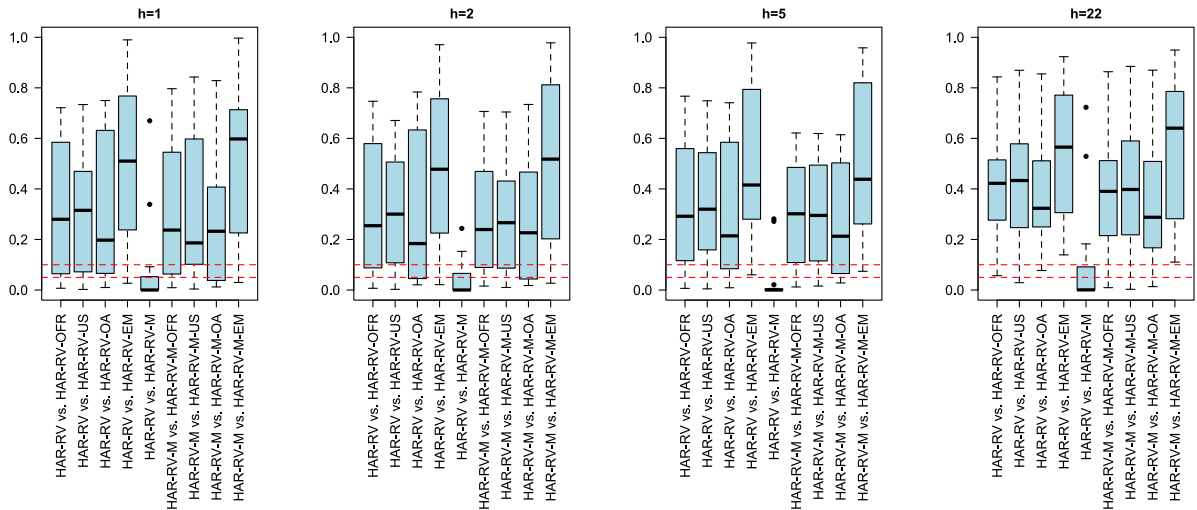 h=1
1.0
0.8
0.6
0.4
0.2
0.0
HAR-RV vs. HAR-RV-OFR
HAR-RV vs. HAR-RV-US
HAR-RV vs. HAR-RV-OA
HAR-RV vs. HAR-RV-EM
HAR-RV vs. HAR-RV-M
HAR-RV-M vs. HAR-RV-M-OFR
HAR-RV-M vs. HAR-RV-M-US
HAR-RV-M vs. HAR-RV-M-OA
HAR-RV-M vs. HAR-RV-M-EM
h=2
1.0
0.8
0.6
0.4
0.2
0.0
HAR-RV vs. HAR-RV-OFR
HAR-RV vs. HAR-RV-US
HAR-RV vs. HAR-RV-OA
HAR-RV vs. HAR-RV-EM
HAR-RV vs. HAR-RV-M
HAR-RV-M vs. HAR-RV-M-OFR
HAR-RV-M vs. HAR-RV-M-US
HAR-RV-M vs. HAR-RV-M-OA
HAR-RV-M vs. HAR-RV-M-EM
h=5
1.0
0.8
0.6
0.4
0.2
0.0
HAR-RV vs. HAR-RV-OFR
HAR-RV vs. HAR-RV-US
HAR-RV vs. HAR-RV-OA
HAR-RV vs. HAR-RV-EM
HAR-RV vs. HAR-RV-M
HAR-RV-M vs. HAR-RV-M-OFR
HAR-RV-M vs. HAR-RV-M-US
HAR-RV-M vs. HAR-RV-M-OA
HAR-RV-M vs. HAR-RV-M-EM
h=22
1.0
0.8
0.6
0.4
0.2
0.0
HAR-RV vs. HAR-RV-OFR
HAR-RV vs. HAR-RV-US
HAR-RV vs. HAR-RV-OA
HAR-RV vs. HAR-RV-EM
HAR-RV vs. HAR-RV-M
HAR-RV-M vs. HAR-RV-M-OFR
HAR-RV-M vs. HAR-RV-M-US
HAR-RV-M vs. HAR-RV-M-OA
HAR-RV-M vs. HAR-RV-M-EM